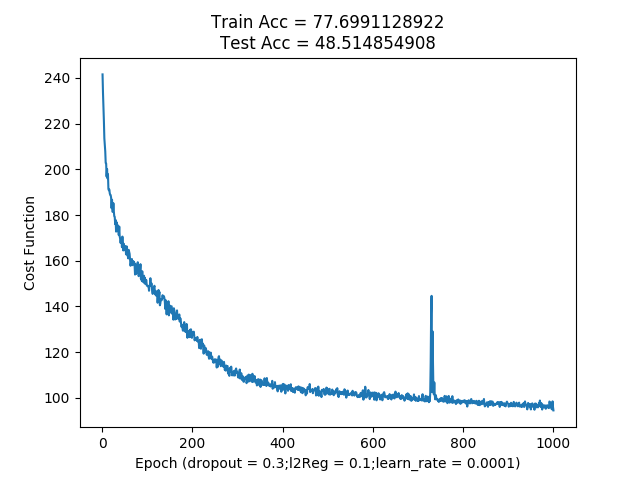 Train Acc = 77.6991128922
Test Acc = 48.514854908
240
220
200
180
160
140
120
100
Cost Function
0 200 400 600 800 1000
Epoch (dropout = 0.3;l2Reg = 0.1;learn_rate = 0.0001)